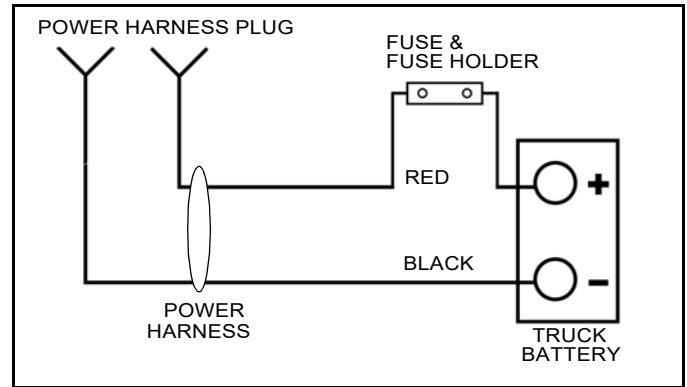 POWER HARNESS PLUG
FUSE &
FUSE HOLDER
RED
+
BLACK
-
POWER
HARNESS
TRUCK
BATTERY